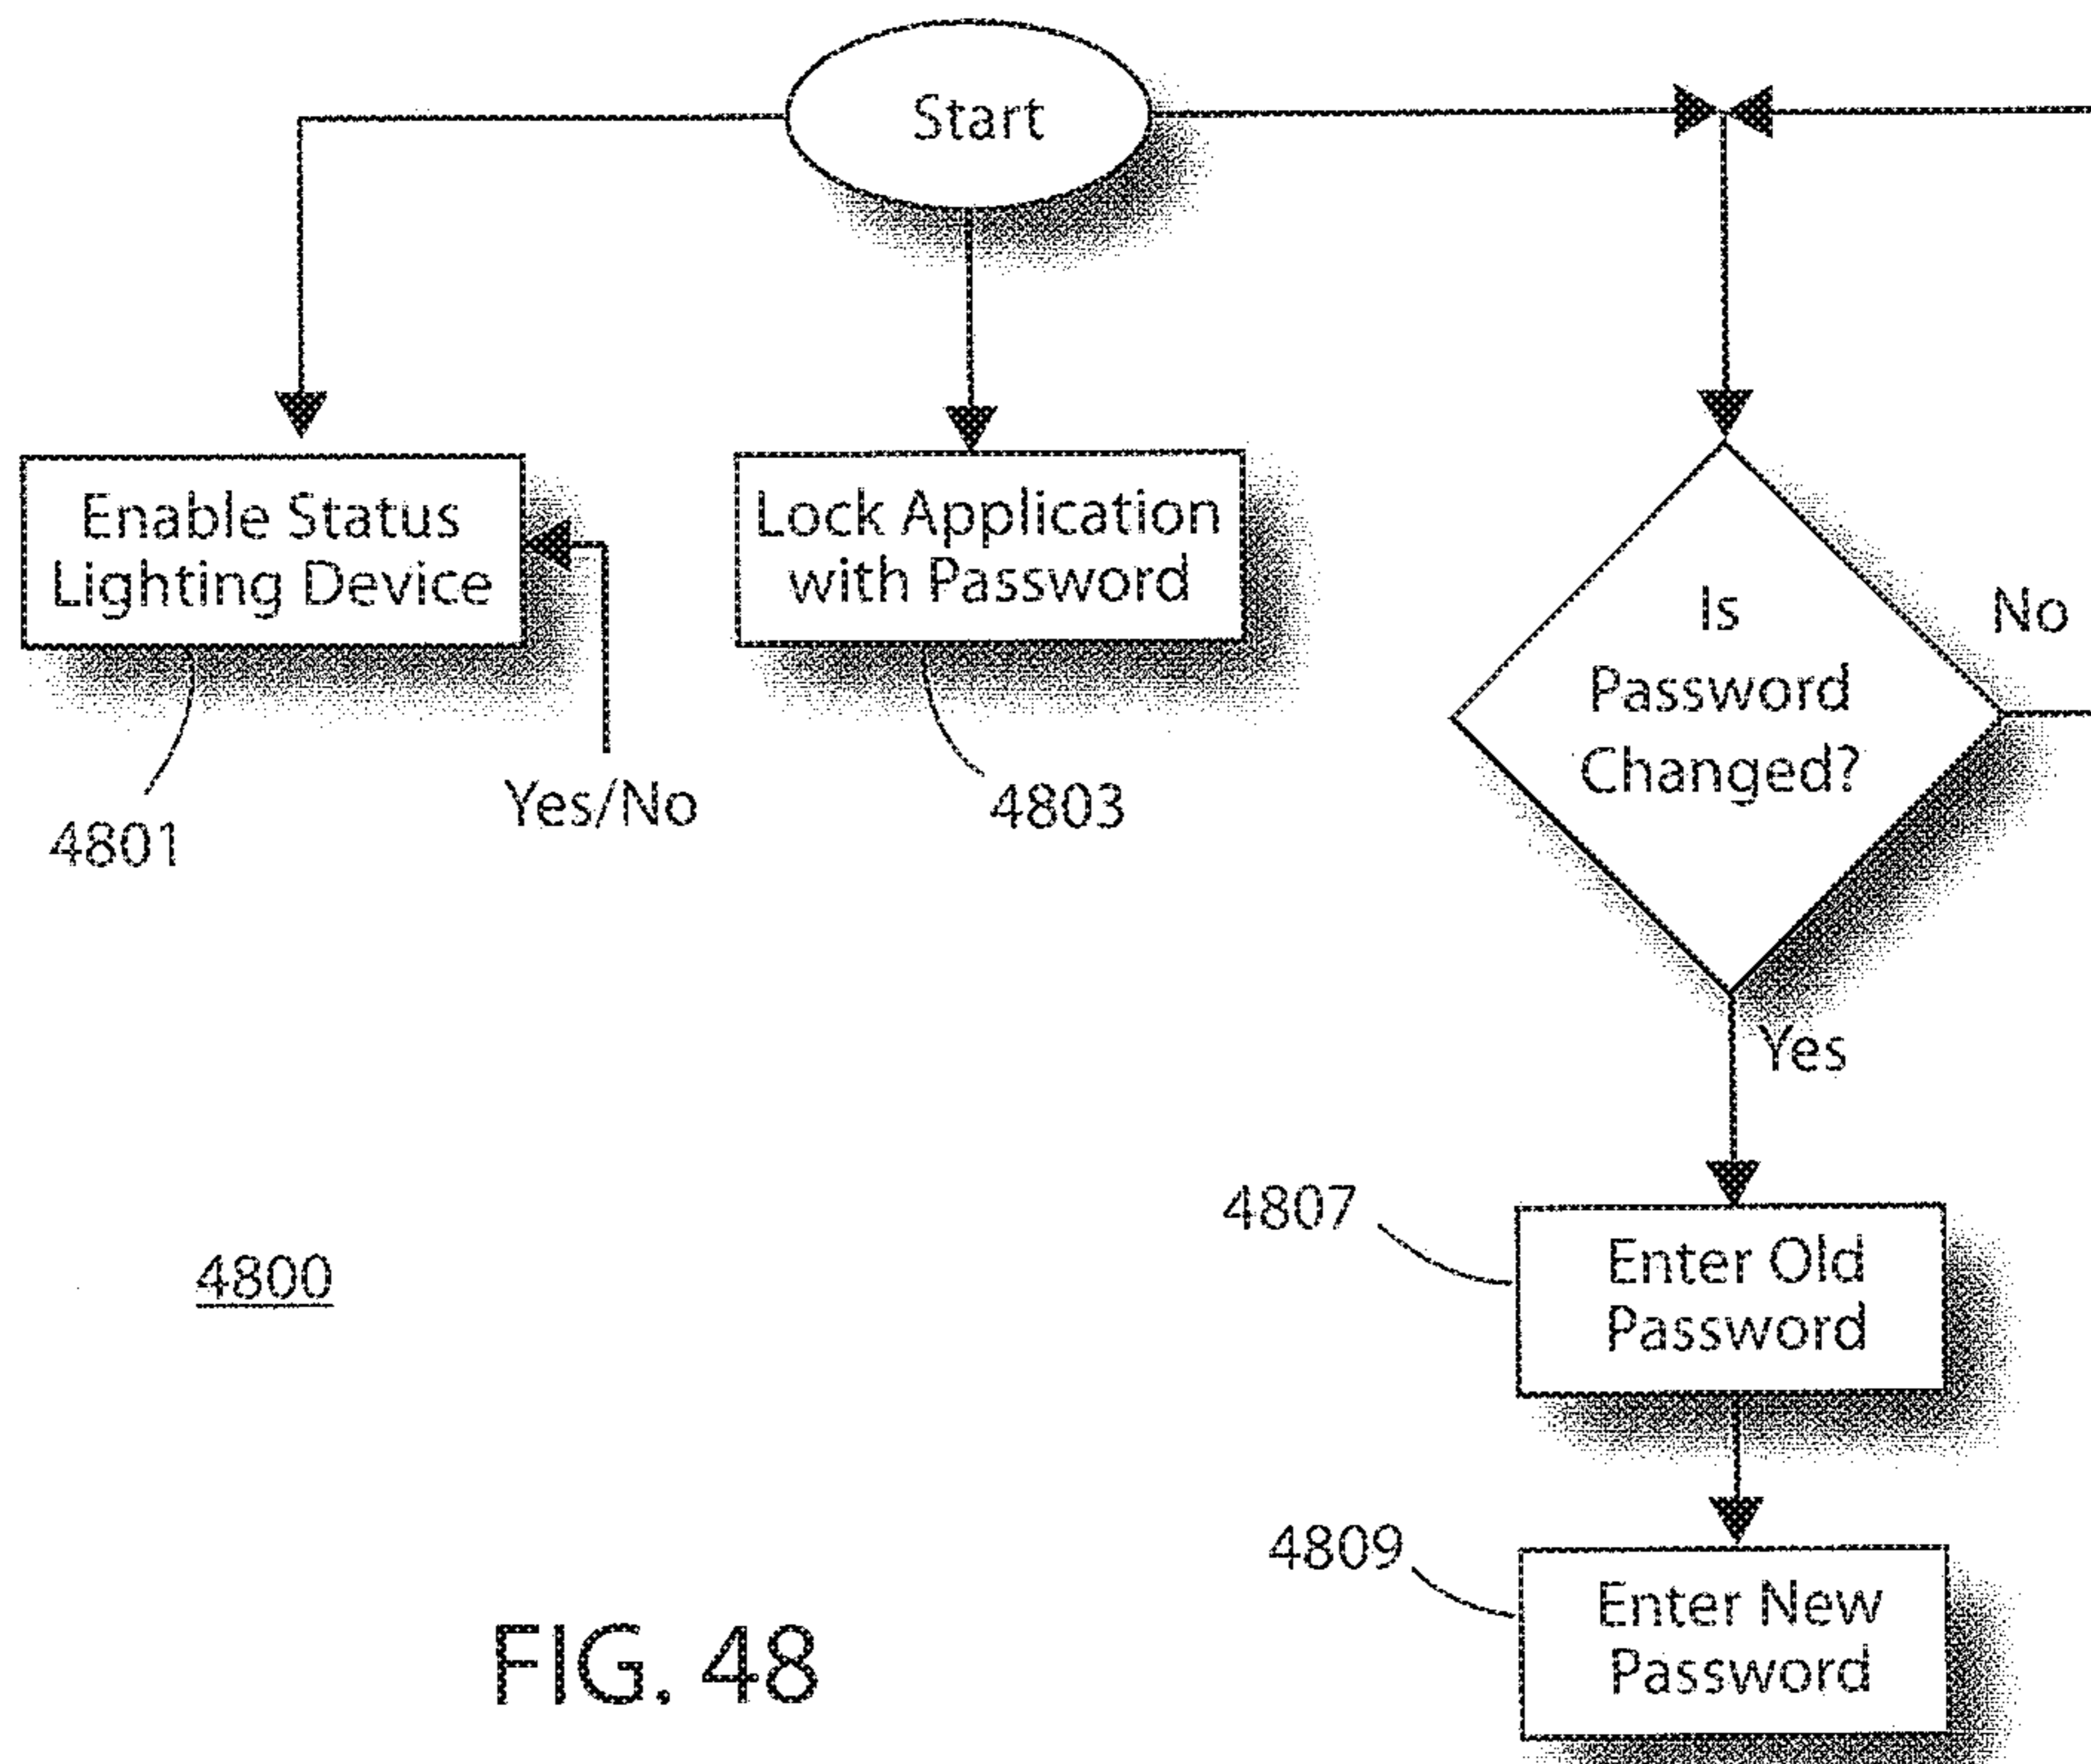 Start
Enable Status
Lighting Device
Lock Application
with Password
Is
Password
Changed?
No
Yes/No
4801
4803
Yes
4807
Enter Old
Password
4800
4809
Enter New
Password
FIG. 48